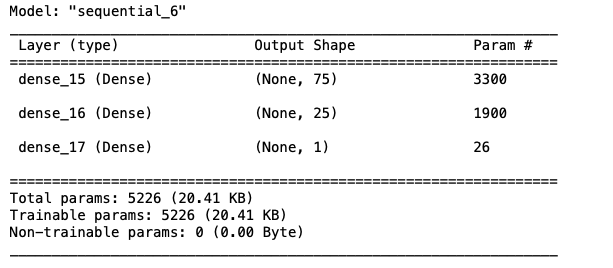 Model: "sequential_6"
Layer (type) Output Shape Param #
dense_15 (Dense) (None, 75) 3300
dense_16 (Dense) (None, 25) 1900
dense_17 (Dense) (None, 1) 26
Total params: 5226 (20.41 KB)
Trainable params: 5226 (20.41 KB)
Non-trainable params: 0 (0.00 Byte)